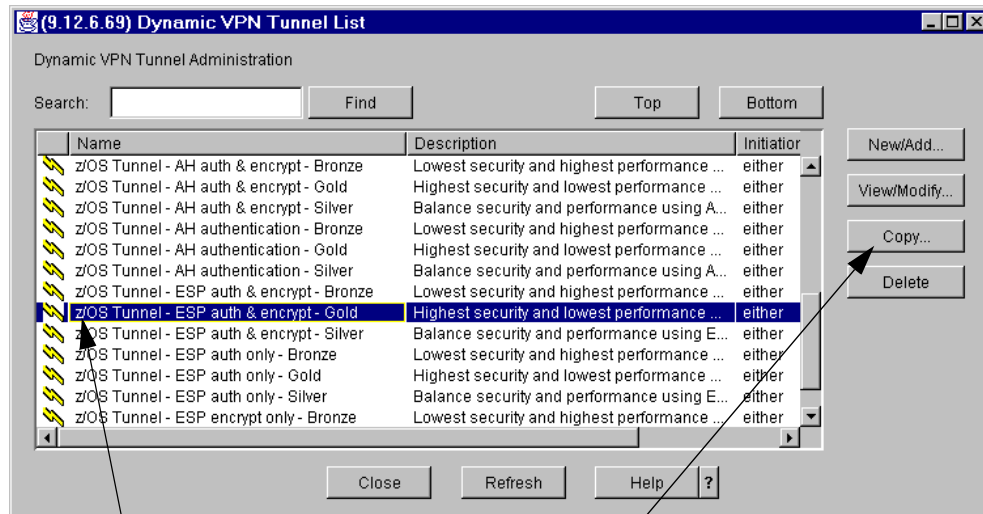 (9.12.6.69) Dynamic VPN Tunnel List
Dynamic VPN Tunnel Administration
Search: Find Top Bottom
Name Description Initiation
z/OS Tunnel - AH auth & encrypt - Bronze Lowest security and highest performance ... either
z/OS Tunnel - AH auth & encrypt - Gold Highest security and lowest performance ... either
z/OS Tunnel - AH auth & encrypt - Silver Balance security and performance using A... either
z/OS Tunnel - AH authentication - Bronze Lowest security and highest performance ... either
z/OS Tunnel - AH authentication - Gold Highest security and lowest performance ... either
z/OS Tunnel - AH authentication - Silver Balance security and performance using A... either
z/OS Tunnel - ESP auth & encrypt - Bronze Lowest security and highest performance ... either
z/OS Tunnel - ESP auth & encrypt - Gold Highest security and lowest performance ... either
z/OS Tunnel - ESP auth & encrypt - Silver Balance security and performance using E... either
z/OS Tunnel - ESP auth only - Bronze Lowest security and highest performance ... either
z/OS Tunnel - ESP auth only - Gold Highest security and lowest performance ... either
z/OS Tunnel - ESP auth only - Silver Balance security and performance using E... either
z/OS Tunnel - ESP encrypt only - Bronze Lowest security and highest performance ... either
New/Add...
View/Modify...
Copy...
Delete
Close Refresh Help ?